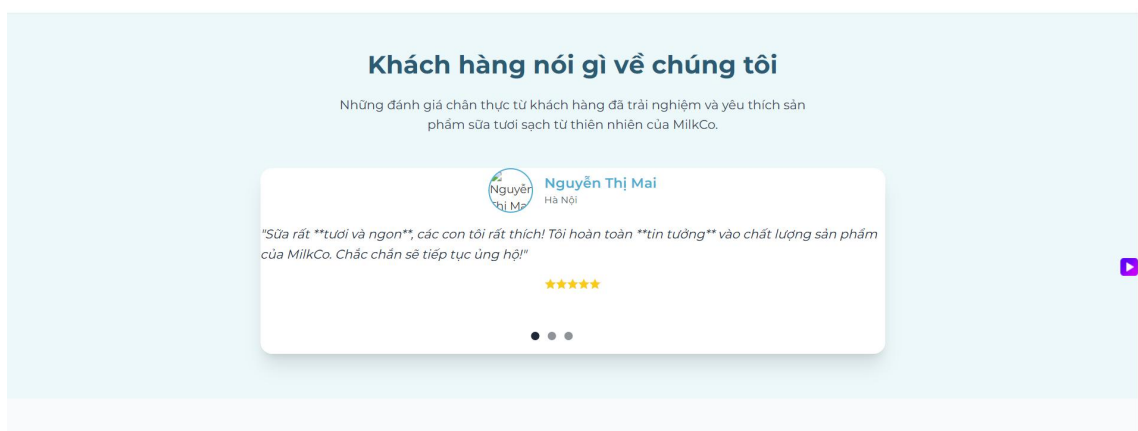 Khách hàng nói gì về chúng tôi
Những đánh giá chân thực từ khách hàng đã trải nghiệm và yêu thích sản
phẩm sữa tươi sạch từ thiên nhiên của MilkCo.
Nguyễn
Thị Ma
Nguyễn Thị Mai
Hà Nội
"Sữa rất **tươi và ngon**, các con tôi rất thích! Tôi hoàn toàn **tin tưởng** vào chất lượng sản phẩm
của MilkCo. Chắc chắn sẽ tiếp tục ủng hộ!"